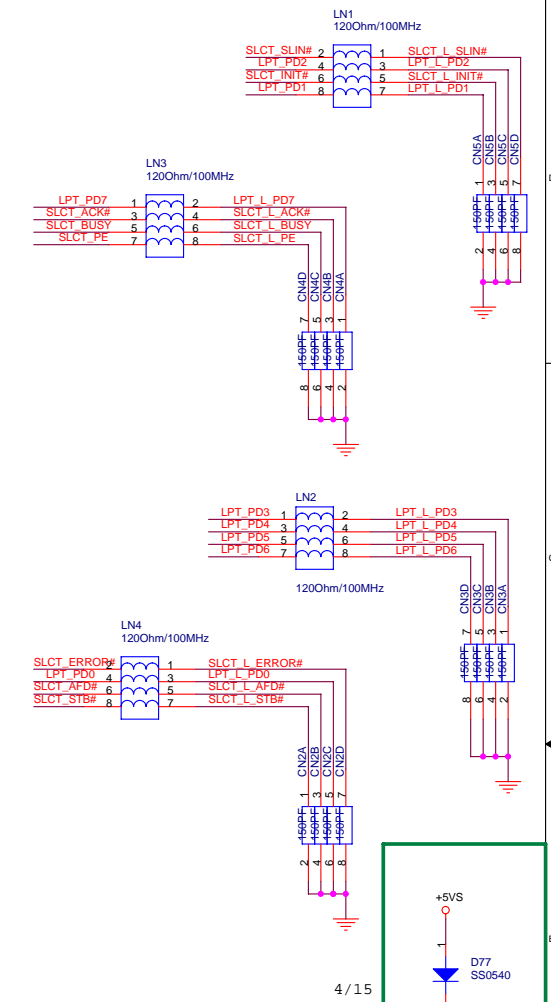 LN1
120Ohm/100MHz
SLCT_SLIN# 2 1 SLCT_L_SLIN#
LPT_PD2 4 3 LPT_L_PD2
SLCT_INIT# 6 5 SLCT_L_INIT#
LPT_PD1 8 7 LPT_L_PD1
CN5A CN5B CN5C CN5D
1 3 5 7
150PF 150PF 150PF 150PF
2 4 6 8
LN3
120Ohm/100MHz
LPT_PD7 1 2 LPT_L_PD7
SLCT_ACK# 3 4 SLCT_L_ACK#
SLCT_BUSY 5 6 SLCT_L_BUSY
SLCT_PE 7 8 SLCT_L_PE
CN4D CN4C CN4B CN4A
7 5 3 1
150PF 150PF 150PF 150PF
8 6 4 2
LN2
LPT_PD3 1 2 LPT_L_PD3
LPT_PD4 3 4 LPT_L_PD4
LPT_PD5 5 6 LPT_L_PD5
LPT_PD6 7 8 LPT_L_PD6
120Ohm/100MHz
CN3D CN3C CN3B CN3A
7 5 3 1
150PF 150PF 150PF 150PF
8 6 4 2
LN4
120Ohm/100MHz
SLCT_ERROR# 2 1 SLCT_L_ERROR#
LPT_PD0 4 3 LPT_L_PD0
SLCT_AFD# 6 5 SLCT_L_AFD#
SLCT_STB# 8 7 SLCT_L_STB#
CN2A CN2B CN2C CN2D
1 3 5 7
150PF 150PF 150PF 150PF
2 4 6 8
+5VS
1
D77
SS0540
4/15